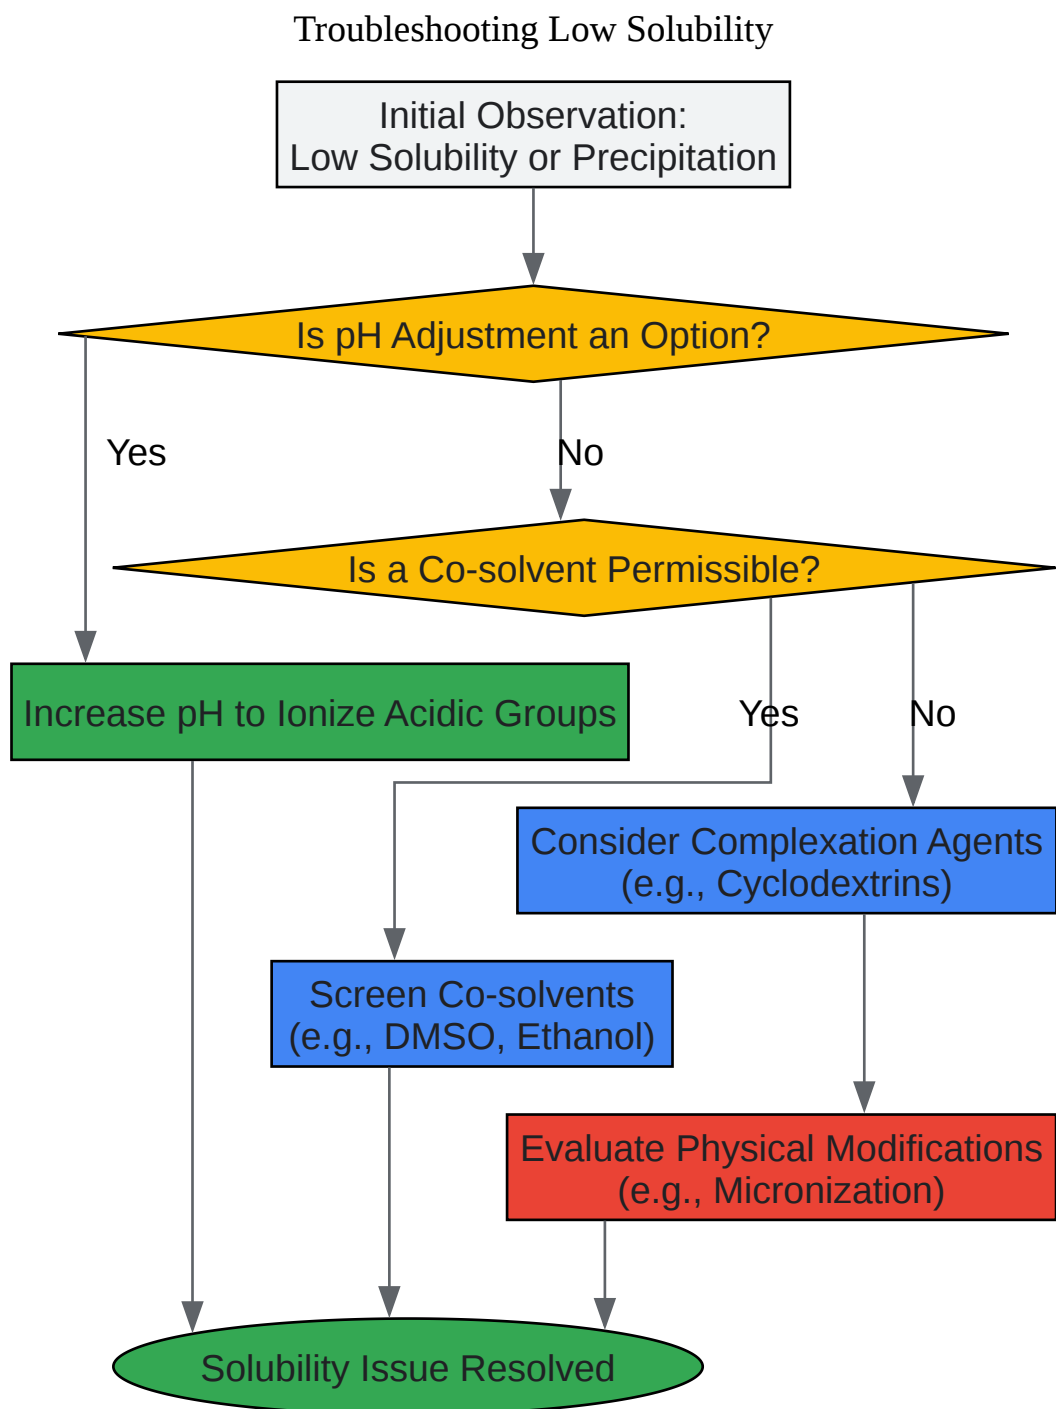 Troubleshooting Low Solubility
Initial Observation:
Low Solubility or Precipitation
Is pH Adjustment an Option?
Yes
No
Is a Co-solvent Permissible?
Increase pH to Ionize Acidic Groups
Yes
No
Consider Complexation Agents
(e.g., Cyclodextrins)
Screen Co-solvents
(e.g., DMSO, Ethanol)
Evaluate Physical Modifications
(e.g., Micronization)
Solubility Issue Resolved